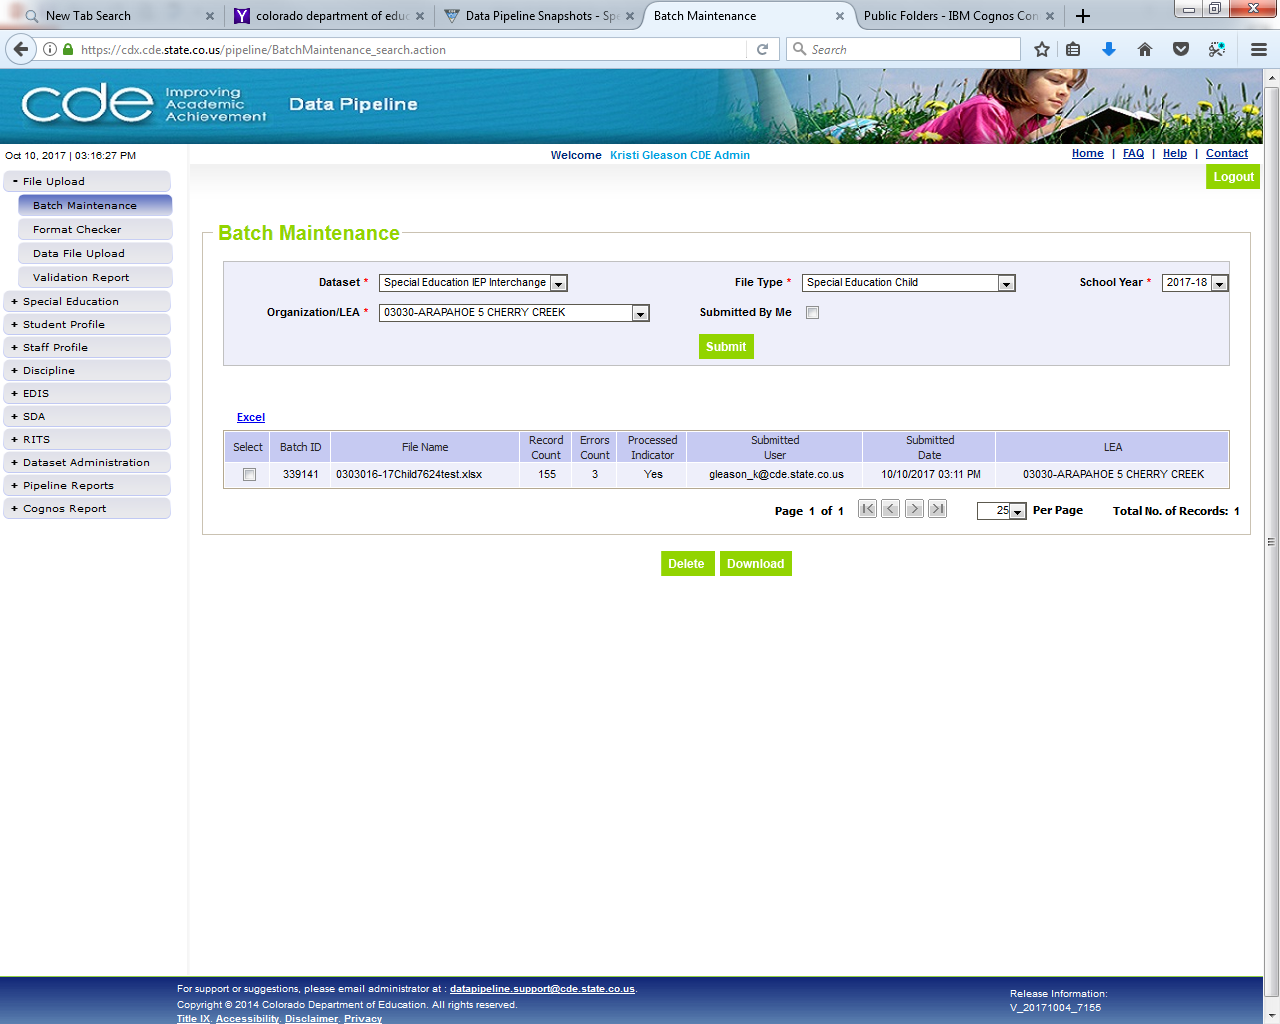 New Tab Search
colorado department of educ
Data Pipeline Snapshots - Spe
Batch Maintenance
Public Folders - IBM Cognos Con
https://cdx.cde.state.co.us/pipeline/BatchMaintenance_search.action
Search
cde Improving Academic Achievement
Data Pipeline
Oct 10, 2017 | 03:16:27 PM
Welcome Kristi Gleason CDE Admin
Home | FAQ | Help | Contact
Logout
- File Upload
Batch Maintenance
Format Checker
Data File Upload
Validation Report
+ Special Education
+ Student Profile
+ Staff Profile
+ Discipline
+ EDIS
+ SDA
+ RITS
+ Dataset Administration
+ Pipeline Reports
+ Cognos Report
Batch Maintenance
Dataset * Special Education IEP Interchange File Type * Special Education Child School Year * 2017-18
Organization/LEA * 03030-ARAPAHOE 5 CHERRY CREEK Submitted By Me
Submit
Excel
Select Batch ID File Name Record Count Errors Count Processed Indicator Submitted User Submitted Date LEA
339141 0303016-17Child7624test.xlsx 155 3 Yes gleason_k@cde.state.co.us 10/10/2017 03:11 PM 03030-ARAPAHOE 5 CHERRY CREEK
Page 1 of 1 25 Per Page Total No. of Records: 1
Delete Download
For support or suggestions, please email administrator at : datapipeline.support@cde.state.co.us.
Copyright © 2014 Colorado Department of Education. All rights reserved.
Title IX. Accessibility. Disclaimer. Privacy
Release Information:
V_20171004_7155